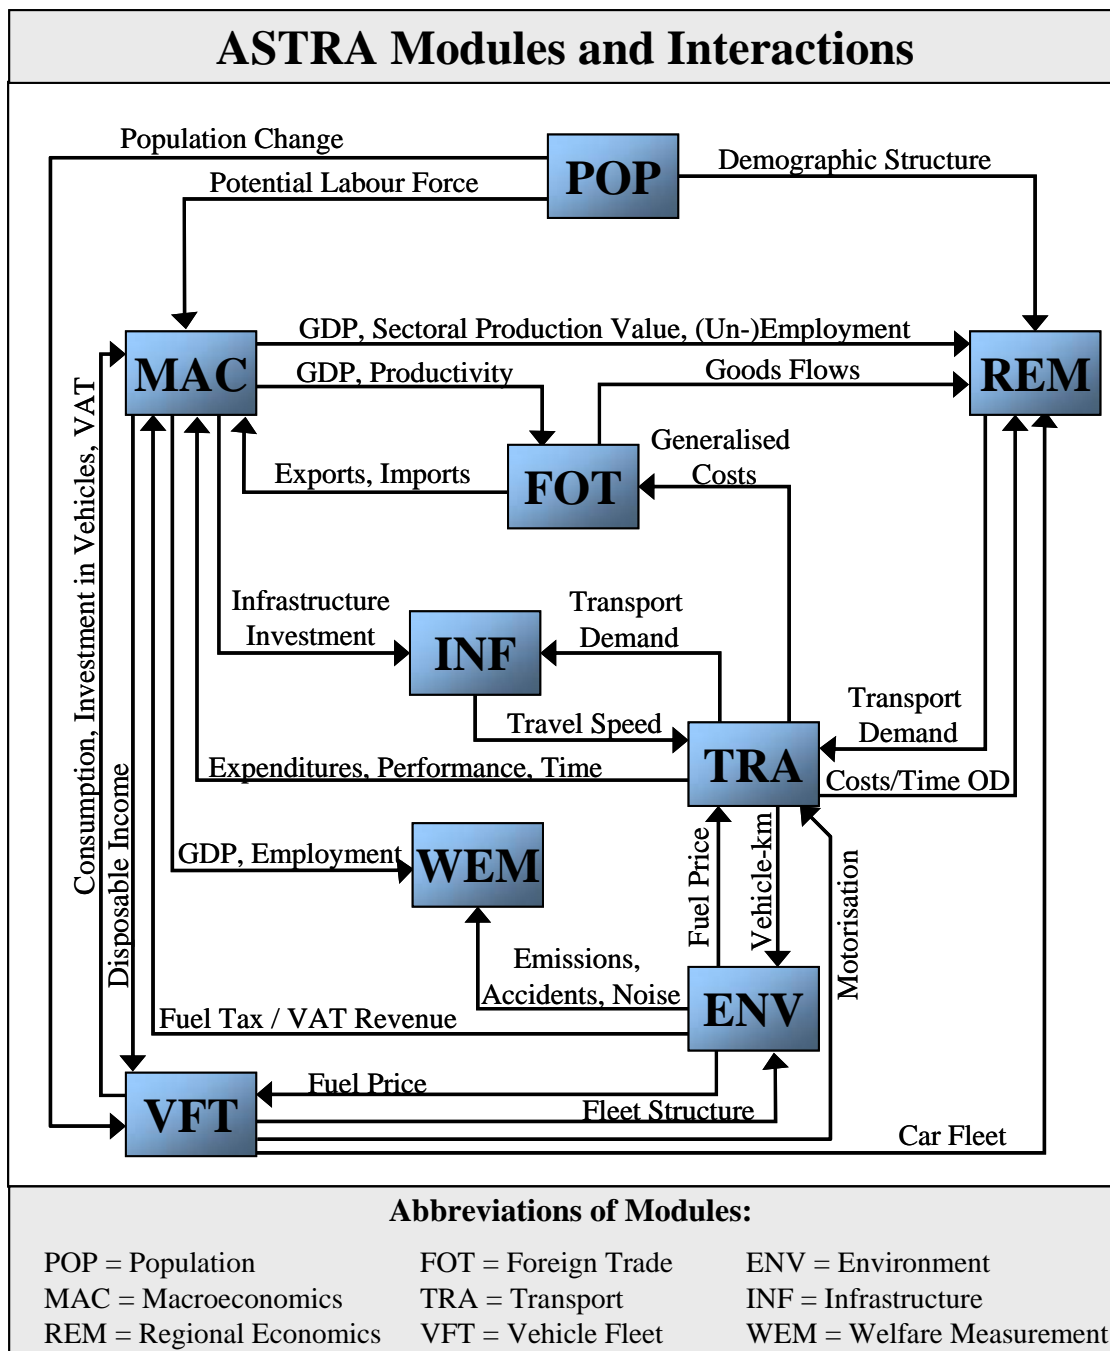 ASTRA Modules and Interactions
Population Change
POP
Demographic Structure
Potential Labour Force
MAC
GDP, Sectoral Production Value, (Un-)Employment
REM
GDP, Productivity
Goods Flows
Generalised
Costs
Exports, Imports
FOT
Consumption, Investment in Vehicles, VAT
Disposable Income
Infrastructure
Investment
INF
Transport
Demand
Travel Speed
Transport
Demand
TRA
Expenditures, Performance, Time
Costs/Time OD
GDP, Employment
WEM
Fuel Price
Vehicle-km
Motorisation
Emissions,
Accidents, Noise
ENV
Fuel Tax / VAT Revenue
Fuel Price
VFT
Fleet Structure
Car Fleet
Abbreviations of Modules:
POP = Population
FOT = Foreign Trade
ENV = Environment
MAC = Macroeconomics
TRA = Transport
INF = Infrastructure
REM = Regional Economics
VFT = Vehicle Fleet
WEM = Welfare Measurement